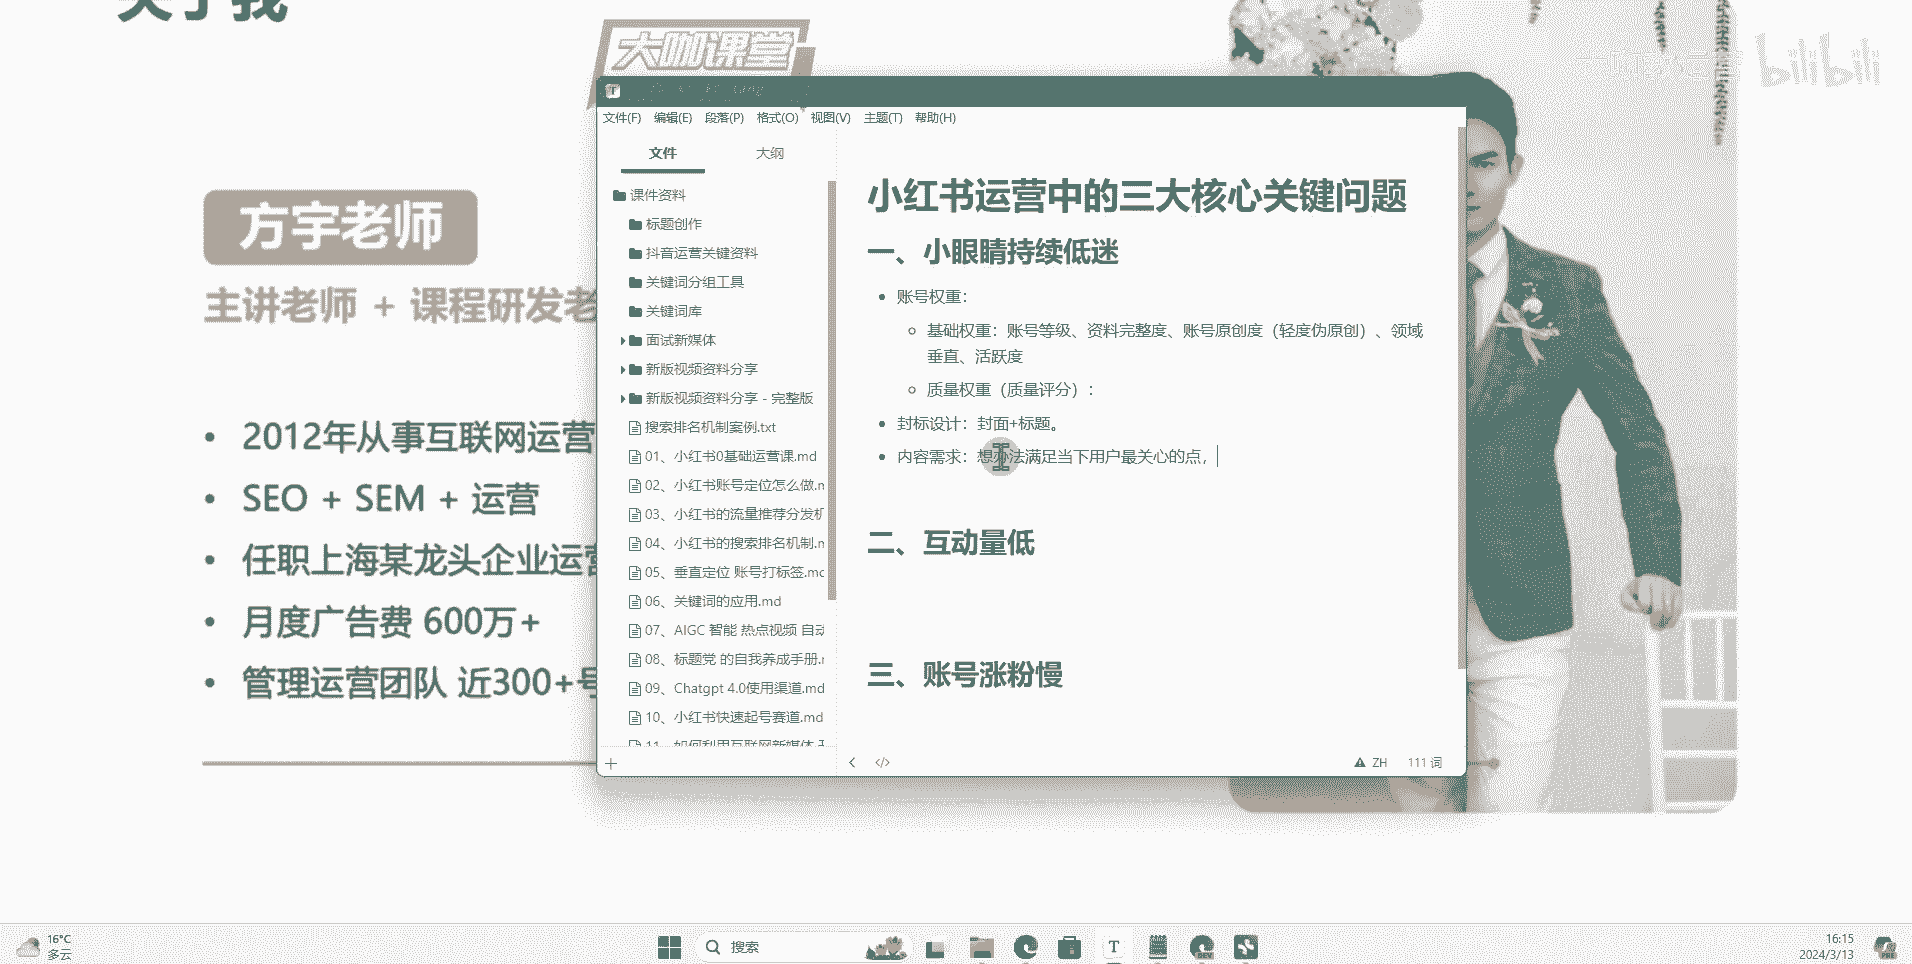 关于我
大咖课堂
bilibili
方宇老师
主讲老师 + 课程研发老
• 2012年从事互联网运营
• SEO + SEM + 运营
• 任职上海某龙头企业运营
• 月度广告费 600万+
• 管理运营团队 近300+号
文件(F) 编辑(E) 段落(P) 格式(O) 视图(V) 主题(T) 帮助(H)
文件 大纲
课件资料
标题创作
抖音运营关键资料
关键词分组工具
关键词库
面试新媒体
新版视频资料分享
新版视频资料分享 - 完整版
搜索排名机制案例.txt
01、小红书0基础运营课.md
02、小红书账号定位怎么做.m
03、小红书的流量推荐分发机
04、小红书的搜索排名机制.m
05、垂直定位 账号打标签.mc
06、关键词的应用.md
07、AIGC 智能 热点视频 自动
08、标题党 的自我养成手册.r
09、Chatgpt 4.0使用渠道.md
10、小红书快速起号赛道.md
11、如何利用互联网新媒体
小红书运营中的三大核心关键问题
一、小眼睛持续低迷
• 账号权重：
基础权重：账号等级、资料完整度、账号原创度（轻度伪原创）、领域
垂直、活跃度
质量权重（质量评分）：
• 封标设计：封面+标题。
• 内容需求：想办法满足当下用户最关心的点，
二、互动量低
三、账号涨粉慢
ZH 111 词
16°C
多云
搜索
16:15
2024/3/13